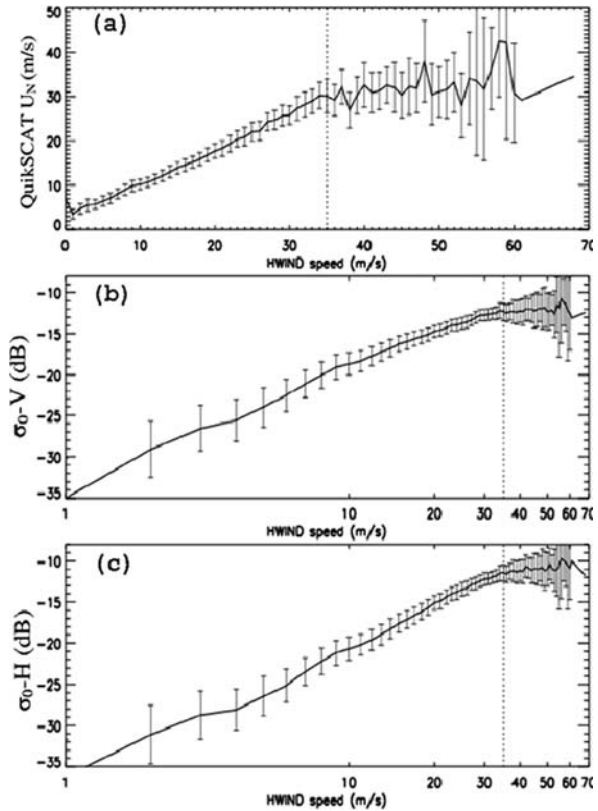 (a)
QuikSCAT U_N (m/s)
50
40
30
20
10
0
0 10 20 30 40 50 60 70
HWIND speed (m/s)
(b)
σ₀-V (dB)
-10
-15
-20
-25
-30
-35
1 10 20 30 40 50 60 70
HWIND speed (m/s)
(c)
σ₀-H (dB)
-10
-15
-20
-25
-30
-35
1 10 20 30 40 50 60 70
HWIND speed (m/s)